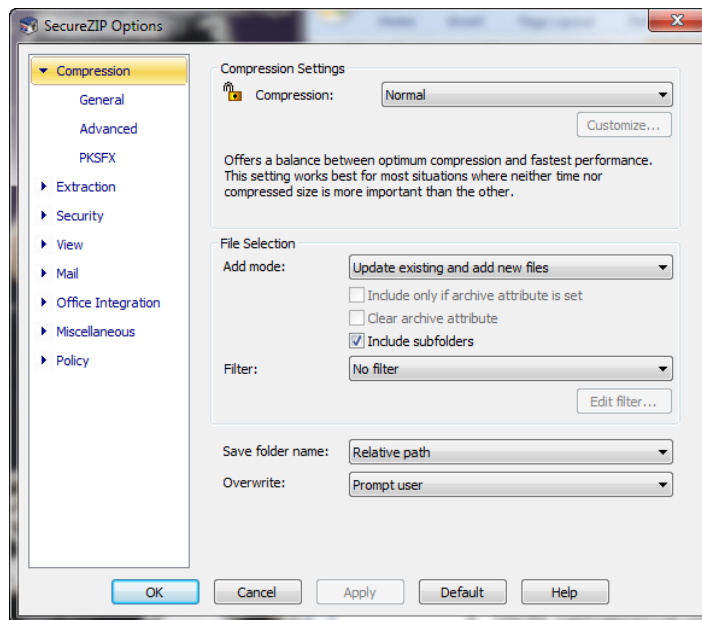 SecureZIP Options
Compression
General
Advanced
PKSFX
Extraction
Security
View
Mail
Office Integration
Miscellaneous
Policy
Compression Settings
Compression: Normal
Customize...
Offers a balance between optimum compression and fastest performance.
This setting works best for most situations where neither time nor
compressed size is more important than the other.
File Selection
Add mode: Update existing and add new files
Include only if archive attribute is set
Clear archive attribute
Include subfolders
Filter: No filter
Edit filter...
Save folder name: Relative path
Overwrite: Prompt user
OK Cancel Apply Default Help